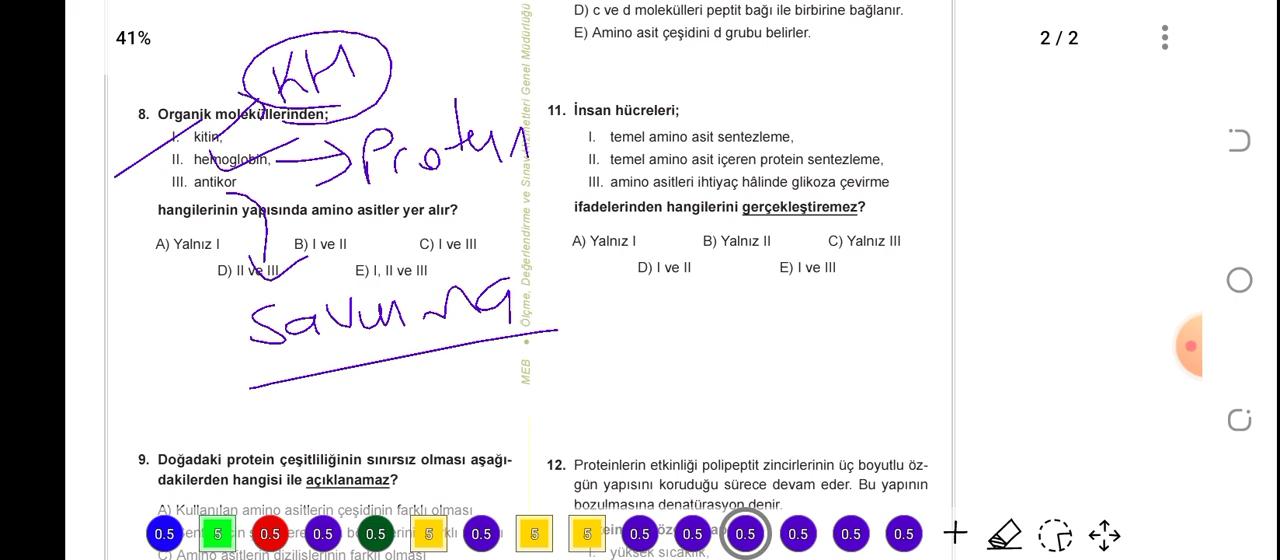 41%
2 / 2
D) c ve d molekülleri peptit bağı ile birbirine bağlanır.
E) Amino asit çeşidini d grubu belirler.
KH
8. Organik moleküllerinden;
I. kitin,
II. hemoglobin,
Protein
III. antikor
hangilerinin yapısında amino asitler yer alır?
A) Yalnız I B) I ve II C) I ve III
D) II ve III E) I, II ve III
Savunma
MEB • Ölçme, Değerlendirme ve Sınav Hizmetleri Genel Müdürlüğü
9. Doğadaki protein çeşitliliğinin sınırsız olması aşağı-
dakilerden hangisi ile açıklanamaz?
A) Kullanılan amino asitlerin çeşidinin farklı olması
C) Amino asitlerin dizilişlerinin farklı olması
11. İnsan hücreleri;
I. temel amino asit sentezleme,
II. temel amino asit içeren protein sentezleme,
III. amino asitleri ihtiyaç hâlinde glikoza çevirme
ifadelerinden hangilerini gerçekleştiremez?
A) Yalnız I B) Yalnız II C) Yalnız III
D) I ve II E) I ve III
12. Proteinlerin etkinliği polipeptit zincirlerinin üç boyutlu öz-
gün yapısını koruduğu sürece devam eder. Bu yapının
bozulmasına denatürasyon denir.
I. yüksek sıcaklık,
0.5 5 0.5 0.5 0.5 5 0.5 5 5 0.5 0.5 0.5 0.5 0.5 0.5